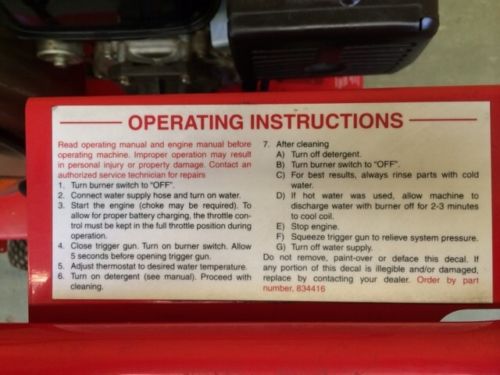 OPERATING INSTRUCTIONS
Read operating manual and engine manual before
operating machine. Improper operation may result
in personal injury or property damage. Contact an
authorized service technician for repairs
1. Turn burner switch to "OFF".
2. Connect water supply hose and turn on water.
3. Start the engine (choke may be required). To
allow for proper battery charging, the throttle con-
trol must be kept in the full throttle position during
operation.
4. Close trigger gun. Turn on burner switch. Allow
5 seconds before opening trigger gun.
5. Adjust thermostat to desired water temperature.
6. Turn on detergent (see manual). Proceed with
cleaning.
7. After cleaning
A) Turn off detergent.
B) Turn burner switch to "OFF".
C) For best results, always rinse parts with cold
water.
D) If hot water was used, allow machine to
discharge water with burner off for 2-3 minutes
to cool coil.
E) Stop engine.
F) Squeeze trigger gun to relieve system pressure.
G) Turn off water supply.
Do not remove, paint-over or deface this decal. If
any portion of this decal is illegible and/or damaged,
replace by contacting your dealer. Order by part
number, 834416